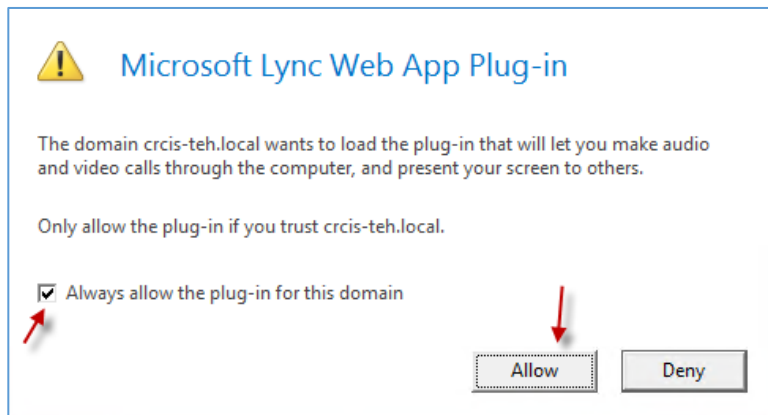 Microsoft Lync Web App Plug-in
The domain crcis-teh.local wants to load the plug-in that will let you make audio
and video calls through the computer, and present your screen to others.
Only allow the plug-in if you trust crcis-teh.local.
Always allow the plug-in for this domain
Allow Deny